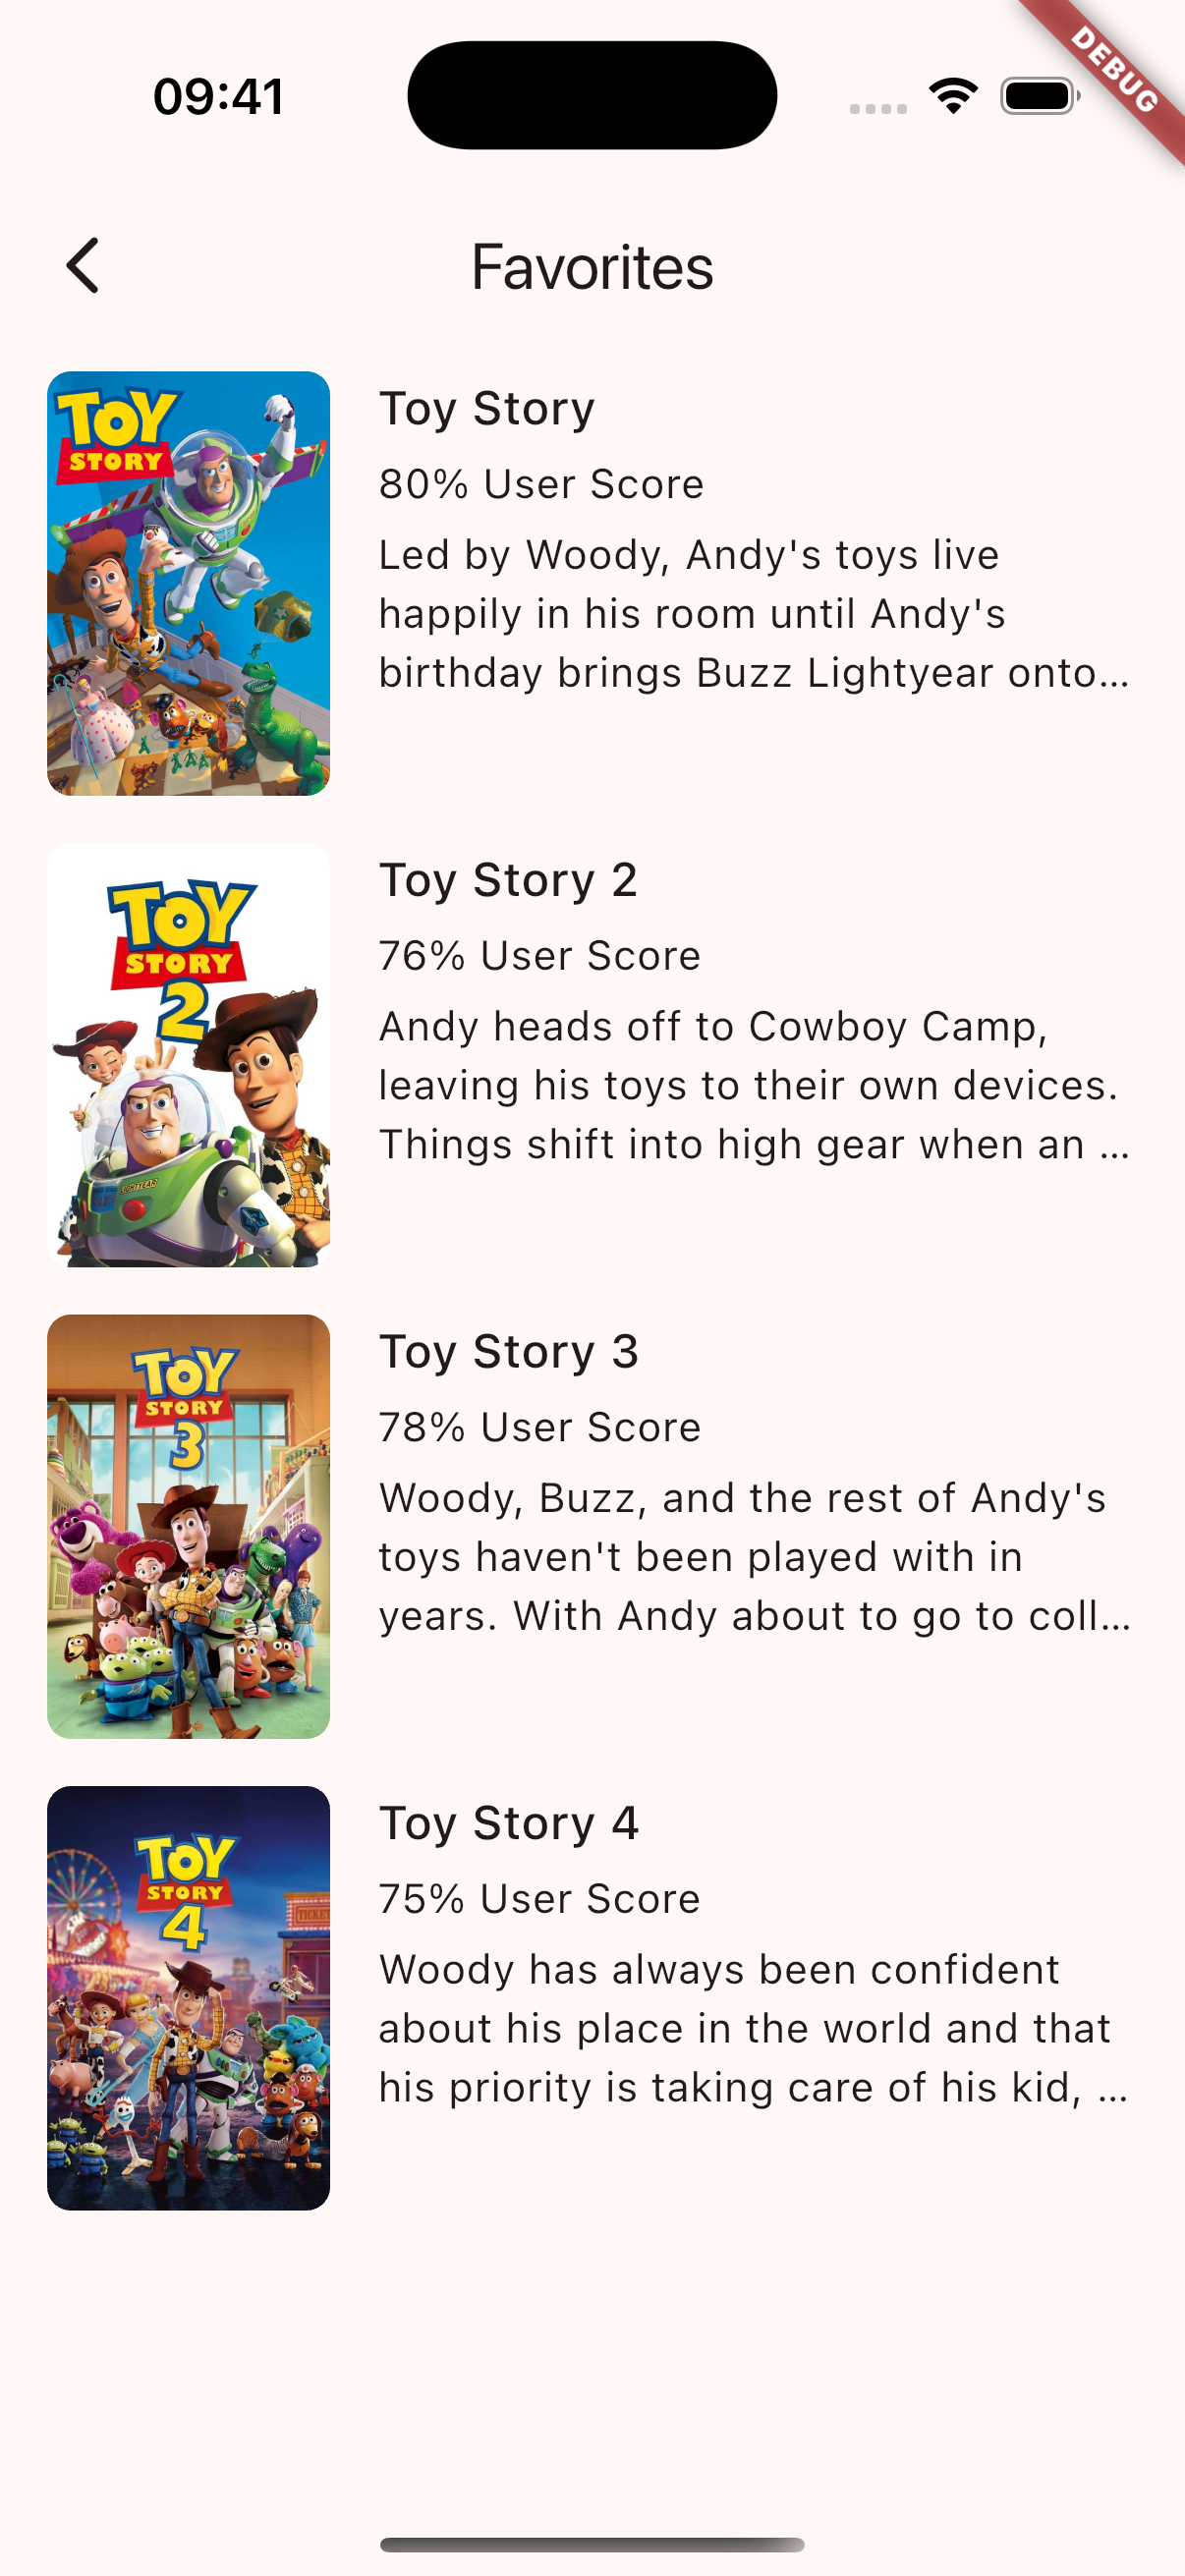 09:41
DEBUG
Favorites
TOY
STORY
Toy Story
80% User Score
Led by Woody, Andy's toys live
happily in his room until Andy's
birthday brings Buzz Lightyear onto...
TOY
STORY
2
LIGHTYEAR
Toy Story 2
76% User Score
Andy heads off to Cowboy Camp,
leaving his toys to their own devices.
Things shift into high gear when an ...
TOY
STORY
3
Toy Story 3
78% User Score
Woody, Buzz, and the rest of Andy's
toys haven't been played with in
years. With Andy about to go to coll...
TOY
STORY
4
TICKET
Toy Story 4
75% User Score
Woody has always been confident
about his place in the world and that
his priority is taking care of his kid, ...